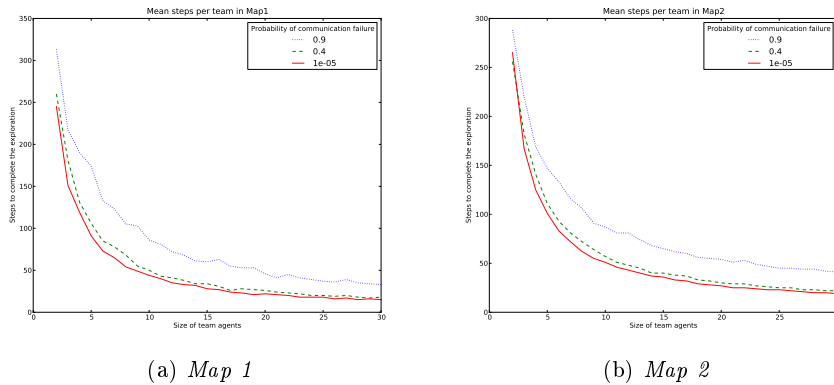 Mean steps per team in Map1
Probability of communication failure
0.9
0.4
1e-05
Steps to complete the exploration
350
300
250
200
150
100
50
0
0 5 10 15 20 25 30
Size of team agents
(a) Map 1
Mean steps per team in Map2
Probability of communication failure
0.9
0.4
1e-05
Steps to complete the exploration
300
250
200
150
100
50
0
0 5 10 15 20 25
Size of team agents
(b) Map 2